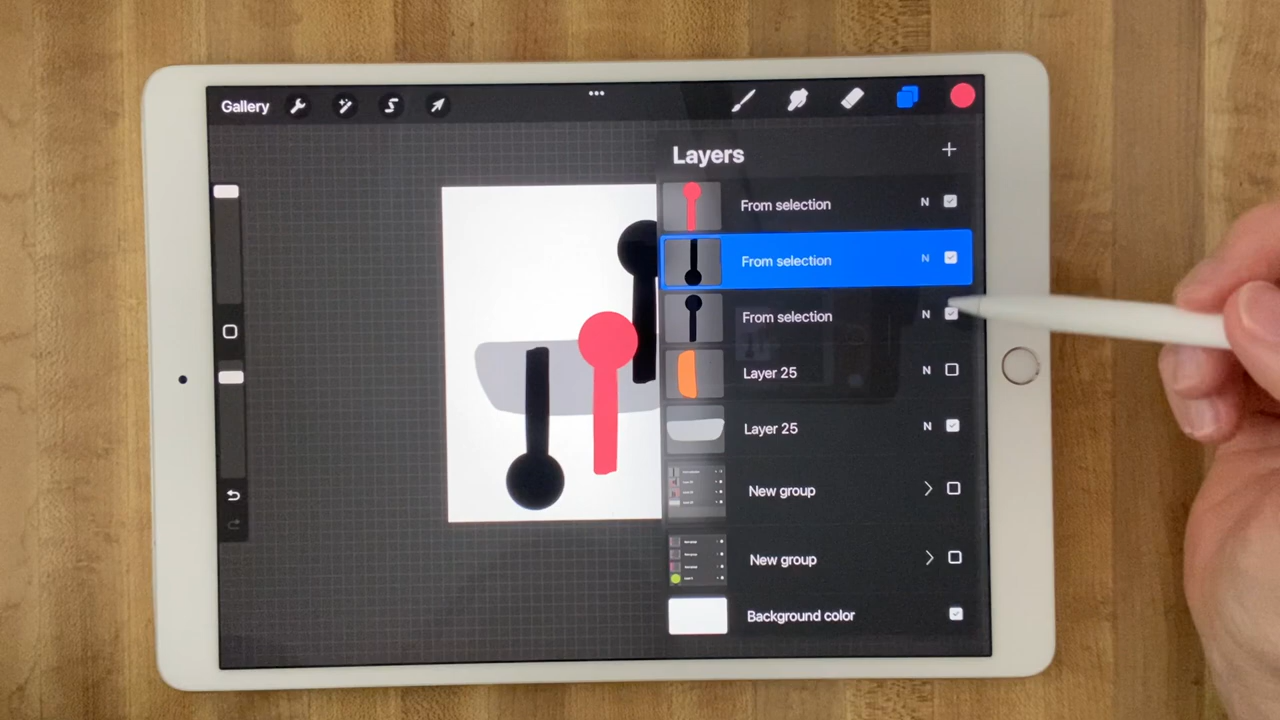 Gallery
Layers
From selection N
From selection N
From selection N
Layer 25 N
Layer 25 N
New group
New group
Background color